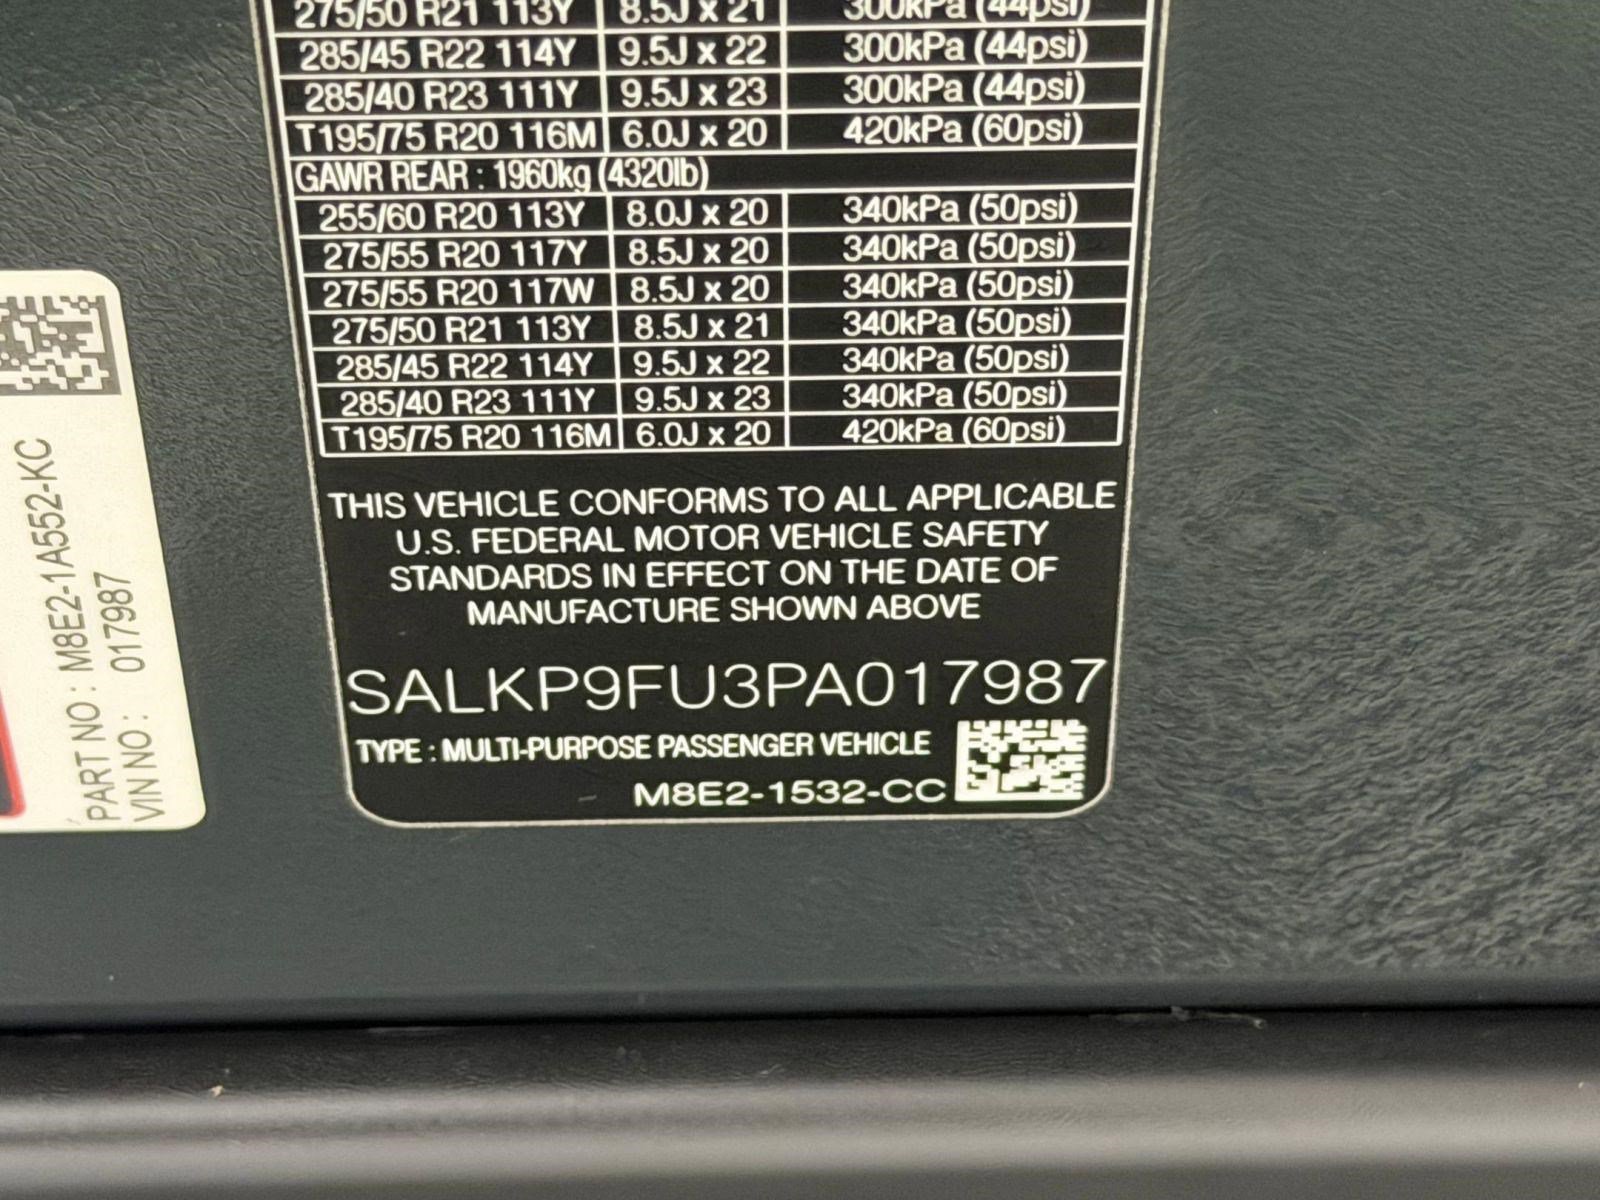 275/50 R21 113Y 8.5J x 21 300kPa (44psi)
285/45 R22 114Y 9.5J x 22 300kPa (44psi)
285/40 R23 111Y 9.5J x 23 300kPa (44psi)
T195/75 R20 116M 6.0J x 20 420kPa (60psi)
GAWR REAR : 1960kg (4320lb)
255/60 R20 113Y 8.0J x 20 340kPa (50psi)
275/55 R20 117Y 8.5J x 20 340kPa (50psi)
275/55 R20 117W 8.5J x 20 340kPa (50psi)
275/50 R21 113Y 8.5J x 21 340kPa (50psi)
285/45 R22 114Y 9.5J x 22 340kPa (50psi)
285/40 R23 111Y 9.5J x 23 340kPa (50psi)
T195/75 R20 116M 6.0J x 20 420kPa (60psi)
THIS VEHICLE CONFORMS TO ALL APPLICABLE
U.S. FEDERAL MOTOR VEHICLE SAFETY
STANDARDS IN EFFECT ON THE DATE OF
MANUFACTURE SHOWN ABOVE
SALKP9FU3PA017987
TYPE : MULTI-PURPOSE PASSENGER VEHICLE
M8E2-1532-CC
PART NO : M8E2-1A552-KC
VIN NO : 017987